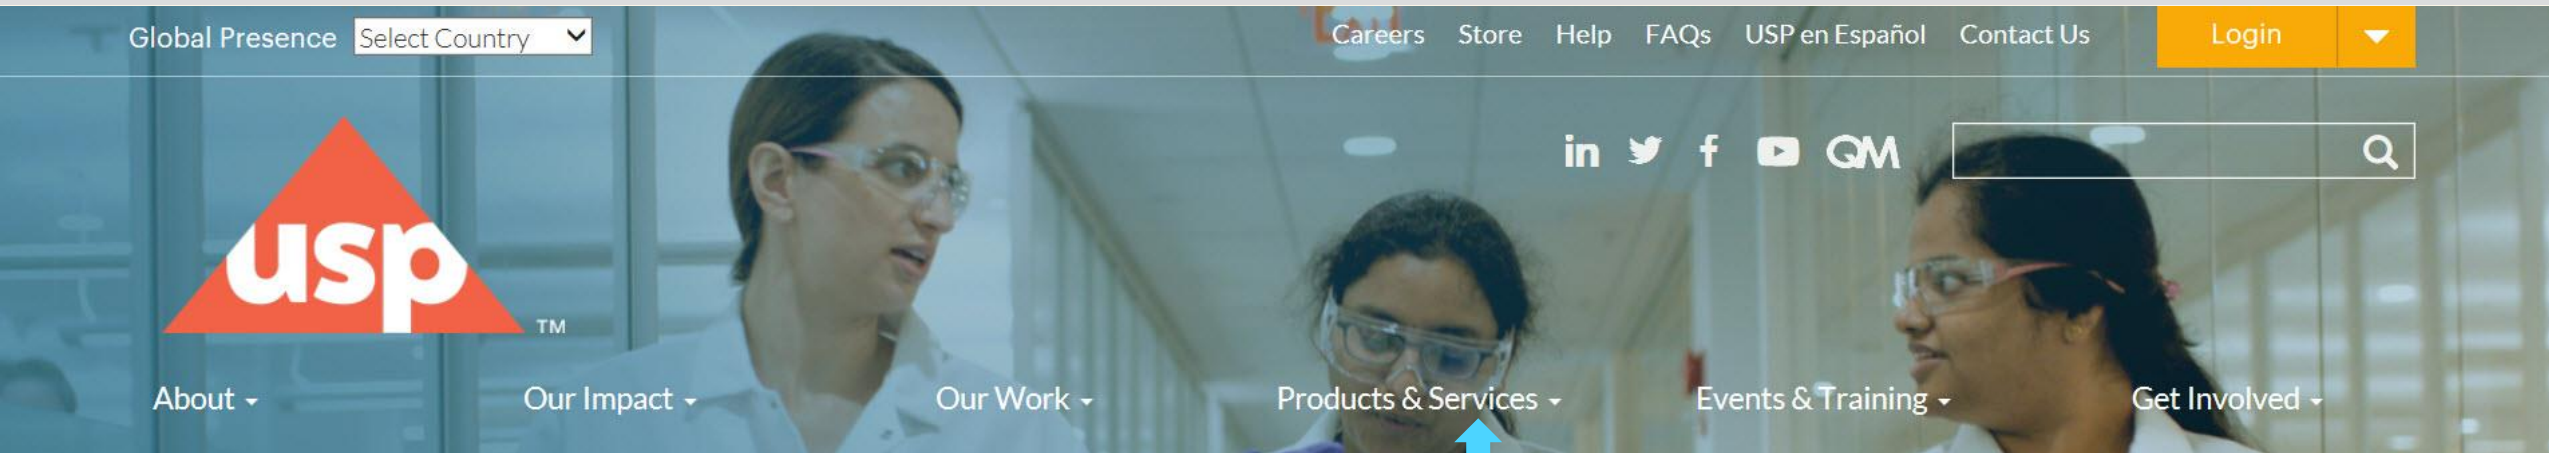 Global Presence Select Country Careers Store Help FAQs USP en Español Contact Us Login
in f QM
usp TM
About Our Impact Our Work Products & Services Events & Training Get Involved